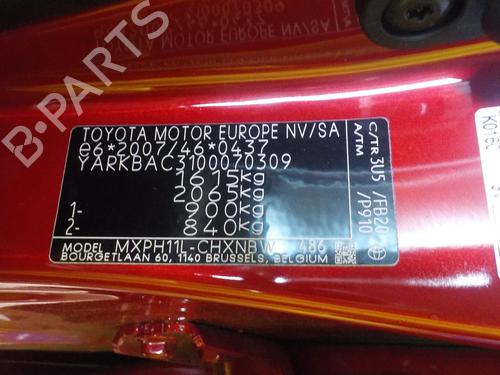 TOYOTA MOTOR EUROPE NV/SA
e6*2007/46*0437
YARKBAC3100070309
1615kg
2065kg
1- 900kg
2- 840kg
MODEL MXPH11L-CHXNBW 486
BOURGETLAAN 60, 1140 BRUSSELS, BELGIUM
C/TR 3U5 /FB20
A/TM /P910
K016C